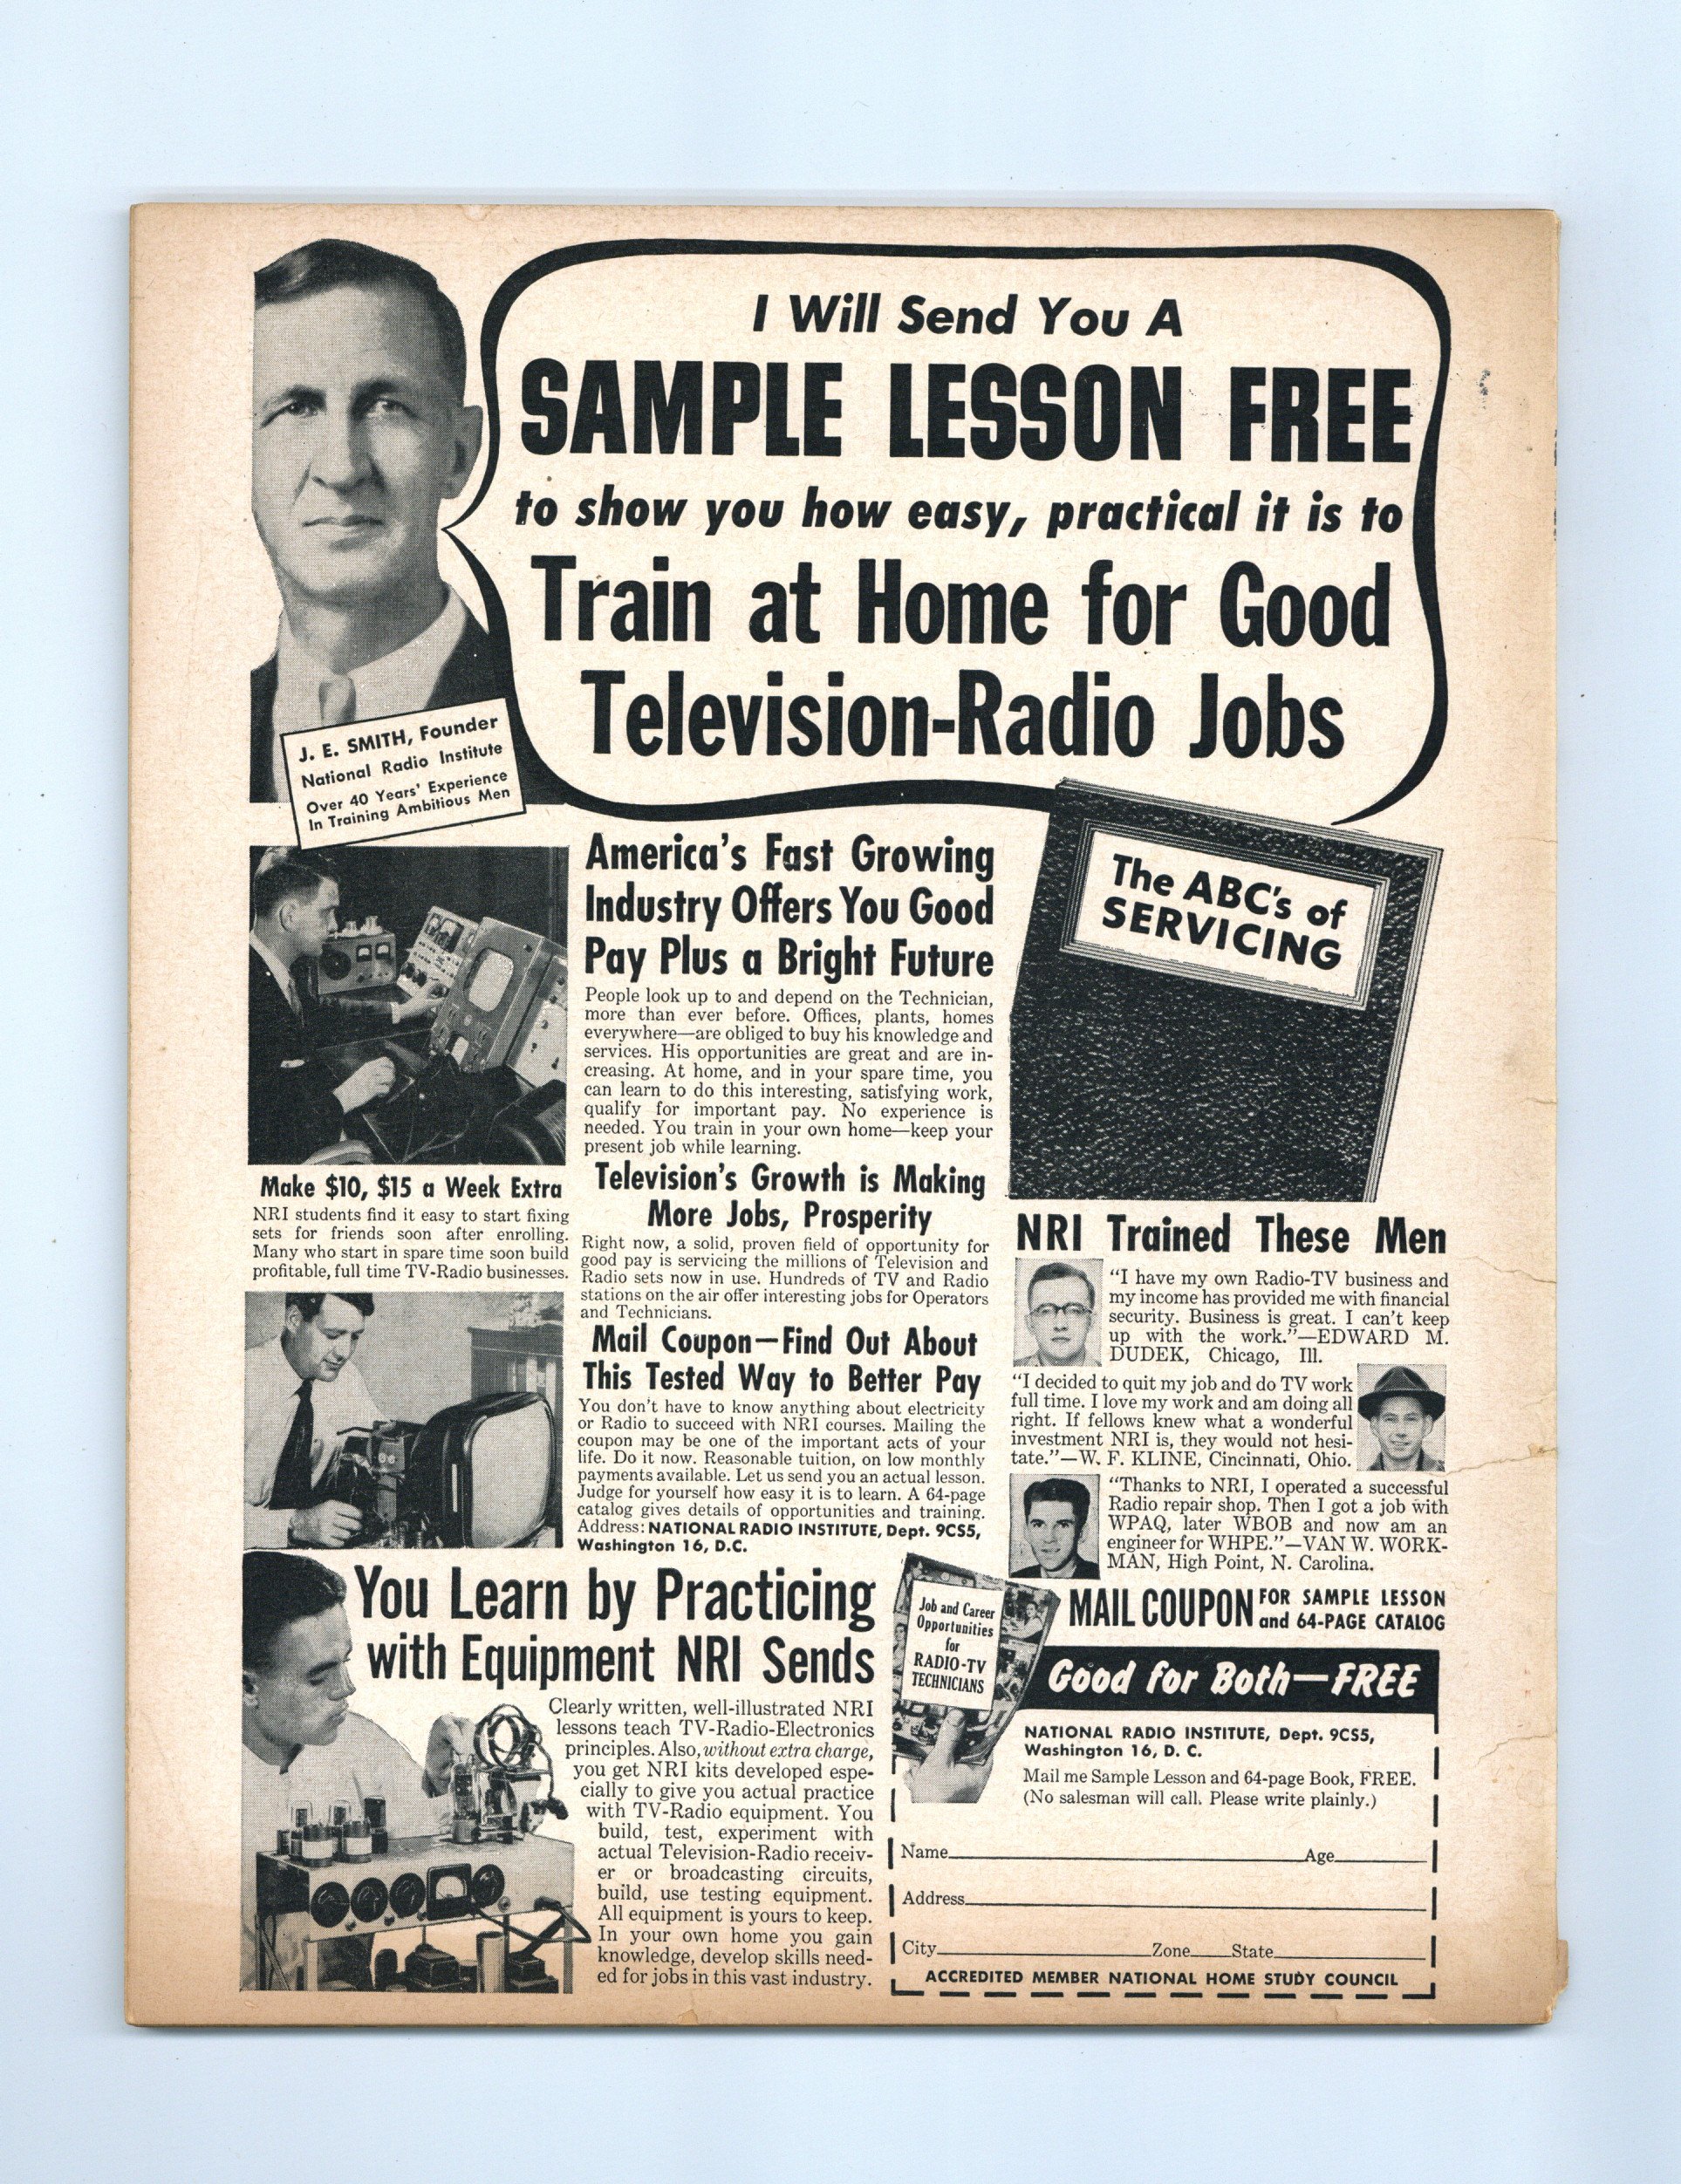 I Will Send You A
SAMPLE LESSON FREE
to show you how easy, practical it is to
Train at Home for Good
Television-Radio Jobs
J. E. SMITH, Founder
National Radio Institute
Over 40 Years' Experience
In Training Ambitious Men
America's Fast Growing
Industry Offers You Good
Pay Plus a Bright Future
People look up to and depend on the Technician,
more than ever before. Offices, plants, homes
everywhere—are obliged to buy his knowledge and
services. His opportunities are great and are in-
creasing. At home, and in your spare time, you
can learn to do this interesting, satisfying work,
qualify for important pay. No experience is
needed. You train in your own home—keep your
present job while learning.
The ABC's of
SERVICING
Make $10, $15 a Week Extra
NRI students find it easy to start fixing
sets for friends soon after enrolling.
Many who start in spare time soon build
profitable, full time TV-Radio businesses.
Television's Growth is Making
More Jobs, Prosperity
Right now, a solid, proven field of opportunity for
good pay is servicing the millions of Television and
Radio sets now in use. Hundreds of TV and Radio
stations on the air offer interesting jobs for Operators
and Technicians.
Mail Coupon—Find Out About
This Tested Way to Better Pay
You don't have to know anything about electricity
or Radio to succeed with NRI courses. Mailing the
coupon may be one of the important acts of your
life. Do it now. Reasonable tuition, on low monthly
payments available. Let us send you an actual lesson.
Judge for yourself how easy it is to learn. A 64-page
catalog gives details of opportunities and training.
Address: NATIONAL RADIO INSTITUTE, Dept. 9CS5,
Washington 16, D.C.
NRI Trained These Men
"I have my own Radio-TV business and
my income has provided me with financial
security. Business is great. I can't keep
up with the work."—EDWARD M.
DUDEK, Chicago, Ill.
"I decided to quit my job and do TV work
full time. I love my work and am doing all
right. If fellows knew what a wonderful
investment NRI is, they would not hesi-
tate."—W. F. KLINE, Cincinnati, Ohio.
"Thanks to NRI, I operated a successful
Radio repair shop. Then I got a job with
WPAQ, later WBOB and now am an
engineer for WHPE."—VAN W. WORK-
MAN, High Point, N. Carolina.
You Learn by Practicing
with Equipment NRI Sends
Clearly written, well-illustrated NRI
lessons teach TV-Radio-Electronics
principles. Also, without extra charge,
you get NRI kits developed espe-
cially to give you actual practice
with TV-Radio equipment. You
build, test, experiment with
actual Television-Radio receiv-
er or broadcasting circuits,
build, use testing equipment.
All equipment is yours to keep.
In your own home you gain
knowledge, develop skills need-
ed for jobs in this vast industry.
Job and Career
Opportunities
for
RADIO-TV
TECHNICIANS
MAIL COUPON FOR SAMPLE LESSON
and 64-PAGE CATALOG
Good for Both—FREE
NATIONAL RADIO INSTITUTE, Dept. 9CS5,
Washington 16, D. C.
Mail me Sample Lesson and 64-page Book, FREE.
(No salesman will call. Please write plainly.)
Name Age
Address
City Zone State
ACCREDITED MEMBER NATIONAL HOME STUDY COUNCIL